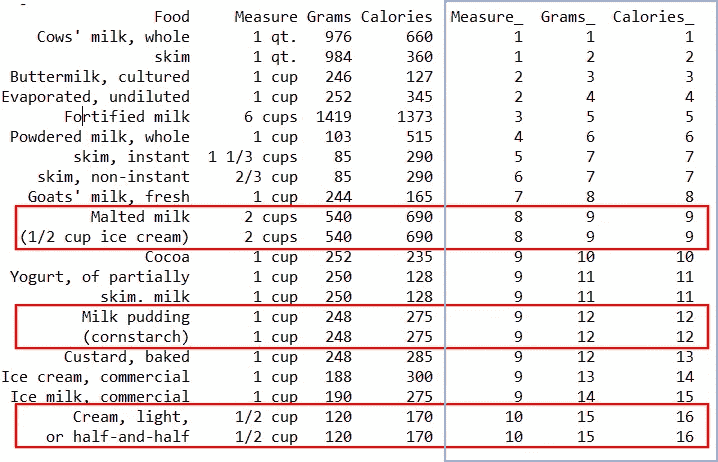 Food Measure Grams Calories Measure_ Grams_ Calories_
Cows' milk, whole 1 qt. 976 660 1 1 1
skim 1 qt. 984 360 1 2 2
Buttermilk, cultured 1 cup 246 127 2 3 3
Evaporated, undiluted 1 cup 252 345 2 4 4
Fortified milk 6 cups 1419 1373 3 5 5
Powdered milk, whole 1 cup 103 515 4 6 6
skim, instant 1 1/3 cups 85 290 5 7 7
skim, non-instant 2/3 cup 85 290 6 7 7
Goats' milk, fresh 1 cup 244 165 7 8 8
Malted milk 2 cups 540 690 8 9 9
(1/2 cup ice cream) 2 cups 540 690 8 9 9
Cocoa 1 cup 252 235 9 10 10
Yogurt, of partially 1 cup 250 128 9 11 11
skim. milk 1 cup 250 128 9 11 11
Milk pudding 1 cup 248 275 9 12 12
(cornstarch) 1 cup 248 275 9 12 12
Custard, baked 1 cup 248 285 9 12 13
Ice cream, commercial 1 cup 188 300 9 13 14
Ice milk, commercial 1 cup 190 275 9 14 15
Cream, light, 1/2 cup 120 170 10 15 16
or half-and-half 1/2 cup 120 170 10 15 16